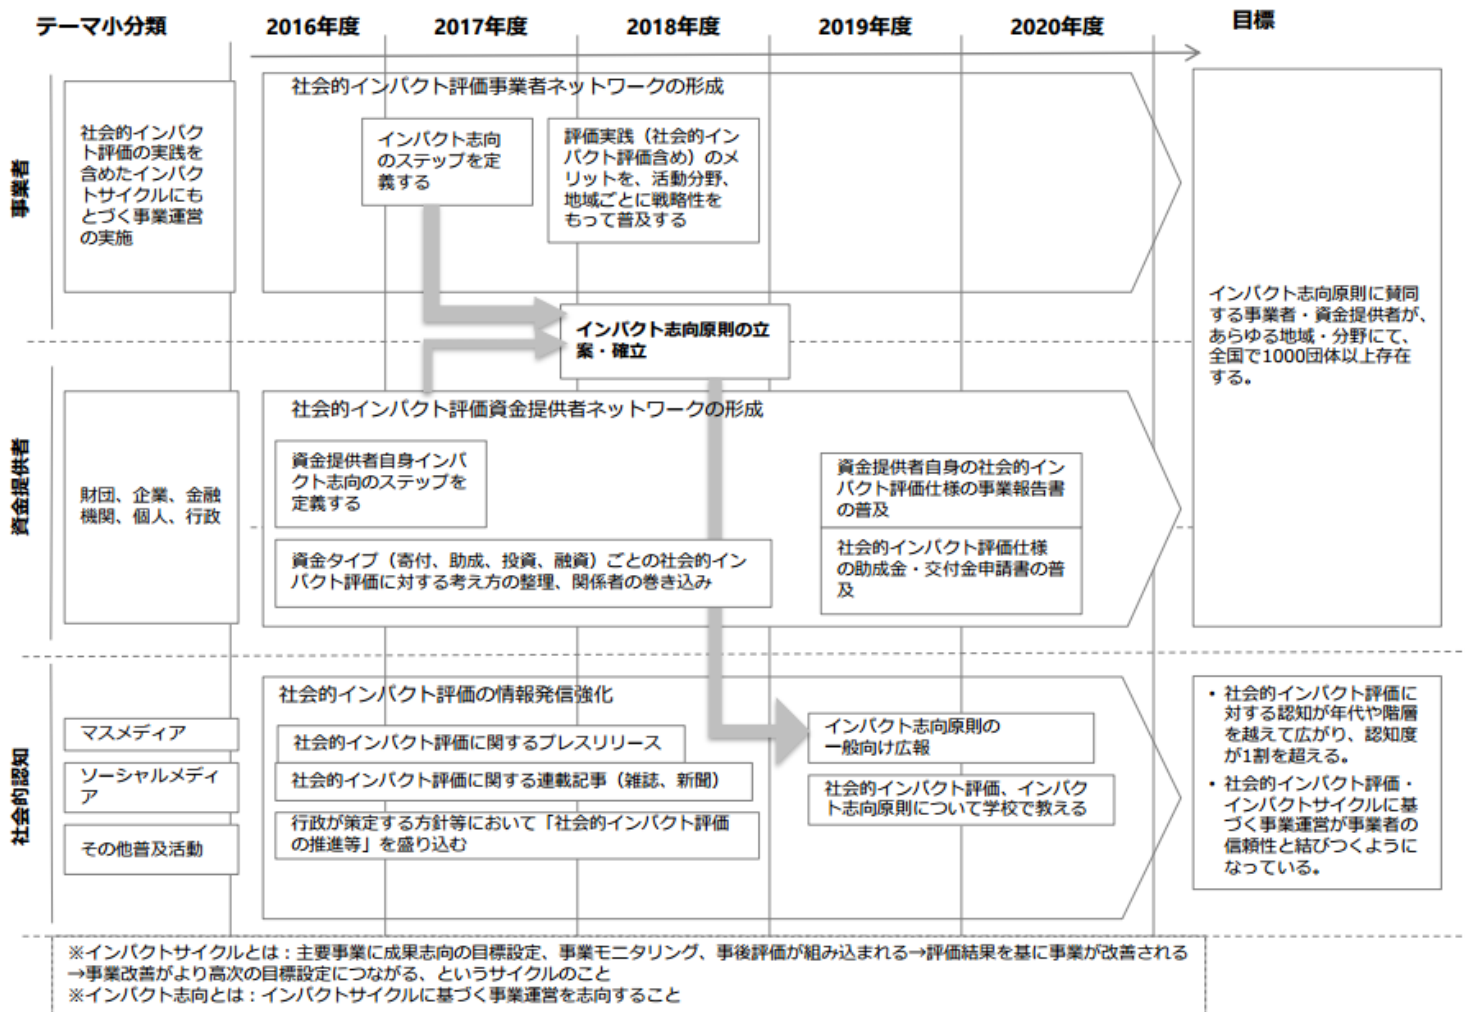 テーマ小分類
2016年度
2017年度
2018年度
2019年度
2020年度
目標
事業者
社会的インパク
ト評価の実践を
含めたインパク
トサイクルにも
とづく事業運営
の実施
社会的インパクト評価事業者ネットワークの形成
インパクト志向
のステップを定
義する
評価実践（社会的イン
パクト評価含め）のメ
リットを、活動分野、
地域ごとに戦略性を
もって普及する
インパクト志向原則の立
案・確立
インパクト志向原則に賛同
する事業者・資金提供者が、
あらゆる地域・分野にて、
全国で1000団体以上存在
する。
資金提供者
財団、企業、金融
機関、個人、行政
社会的インパクト評価資金提供者ネットワークの形成
資金提供者自身インパ
クト志向のステップを
定義する
資金タイプ（寄付、助成、投資、融資）ごとの社会的イン
パクト評価に対する考え方の整理、関係者の巻き込み
資金提供者自身の社会的イン
パクト評価仕様の事業報告書
の普及
社会的インパクト評価仕様
の助成金・交付金申請書の普
及
社会的認知
マスメディア
ソーシャルメディ
ア
その他普及活動
社会的インパクト評価の情報発信強化
社会的インパクト評価に関するプレスリリース
社会的インパクト評価に関する連載記事（雑誌、新聞）
行政が策定する方針等において「社会的インパクト評価
の推進等」を盛り込む
インパクト志向原則の
一般向け広報
社会的インパクト評価、インパク
ト志向原則について学校で教える
• 社会的インパクト評価に
対する認知が年代や階層
を越えて広がり、認知度
が1割を超える。
• 社会的インパクト評価・
インパクトサイクルに基
づく事業運営が事業者の
信頼性と結びつくように
なっている。
※インパクトサイクルとは：主要事業に成果志向の目標設定、事業モニタリング、事後評価が組み込まれる→評価結果を基に事業が改善される
→事業改善がより高次の目標設定につながる、というサイクルのこと
※インパクト志向とは：インパクトサイクルに基づく事業運営を志向すること